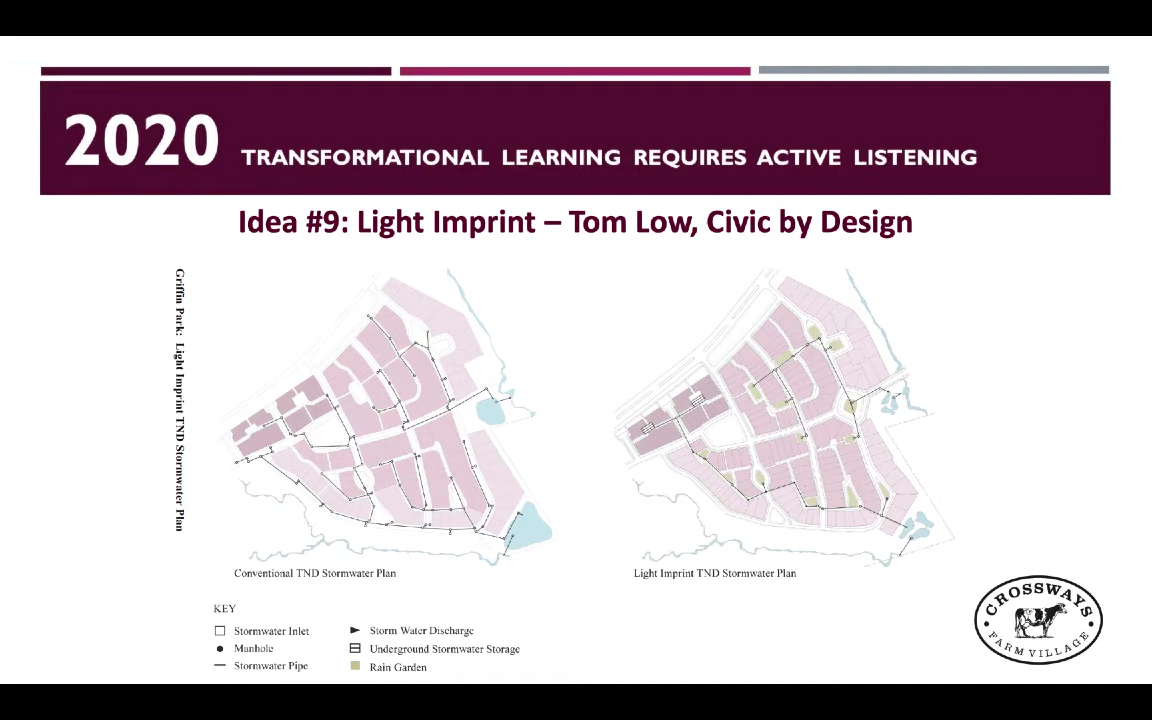 2020 TRANSFORMATIONAL LEARNING REQUIRES ACTIVE LISTENING
Idea #9: Light Imprint – Tom Low, Civic by Design
Griffin Park: Light Imprint TND Stormwater Plan
Conventional TND Stormwater Plan
Light Imprint TND Stormwater Plan
KEY
Stormwater Inlet
Manhole
Stormwater Pipe
Storm Water Discharge
Underground Stormwater Storage
Rain Garden
CROSSWAYS
FARM VILLAGE